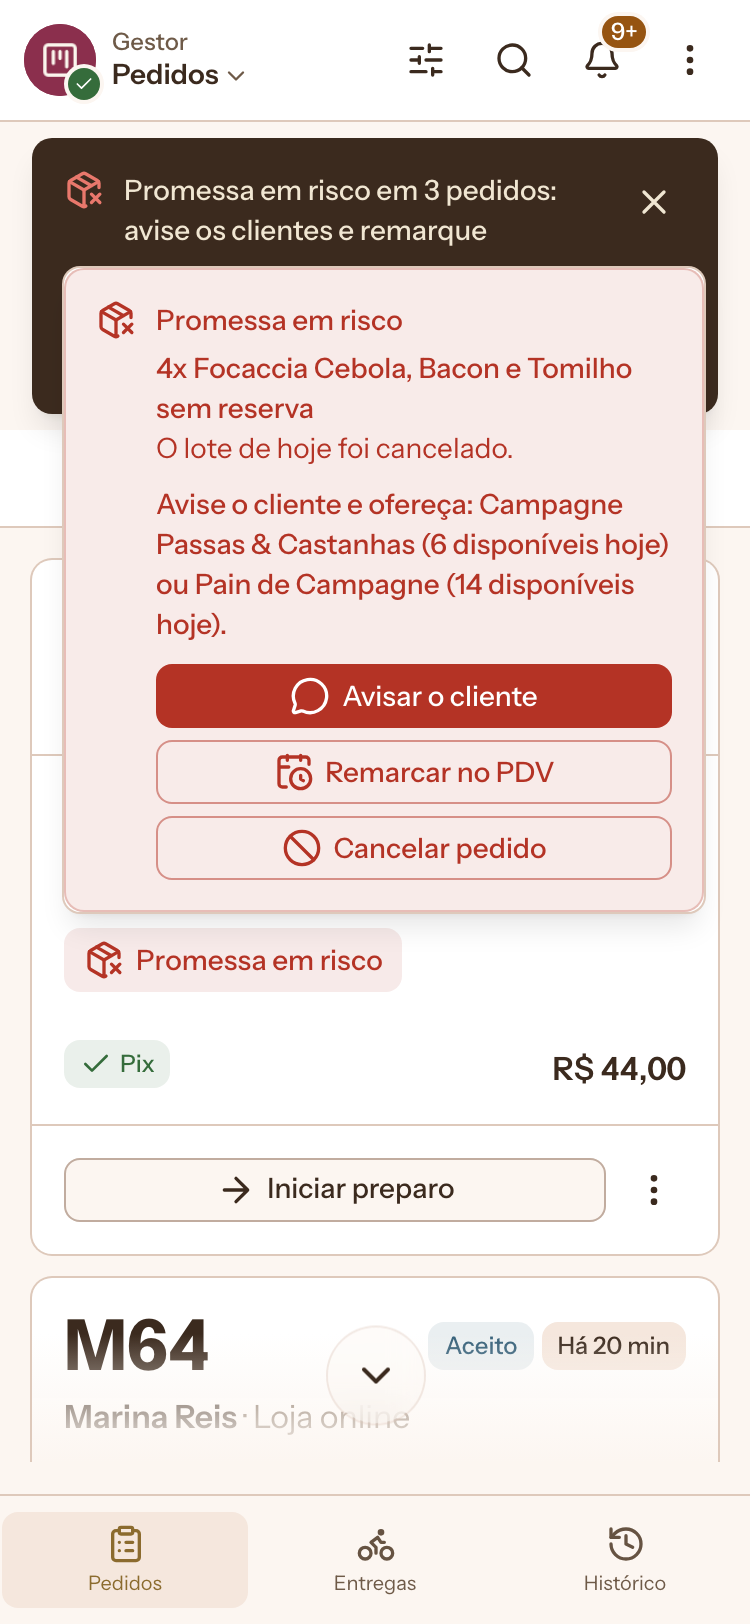 Gestor
Pedidos
9+
Promessa em risco em 3 pedidos:
avise os clientes e remarque
Promessa em risco
4x Focaccia Cebola, Bacon e Tomilho
sem reserva
O lote de hoje foi cancelado.
Avise o cliente e ofereça: Campagne
Passas & Castanhas (6 disponíveis hoje)
ou Pain de Campagne (14 disponíveis
hoje).
Avisar o cliente
Remarcar no PDV
Cancelar pedido
Promessa em risco
Pix
R$ 44,00
Iniciar preparo
M64
Aceito
Há 20 min
Marina Reis · Loja online
Pedidos
Entregas
Histórico